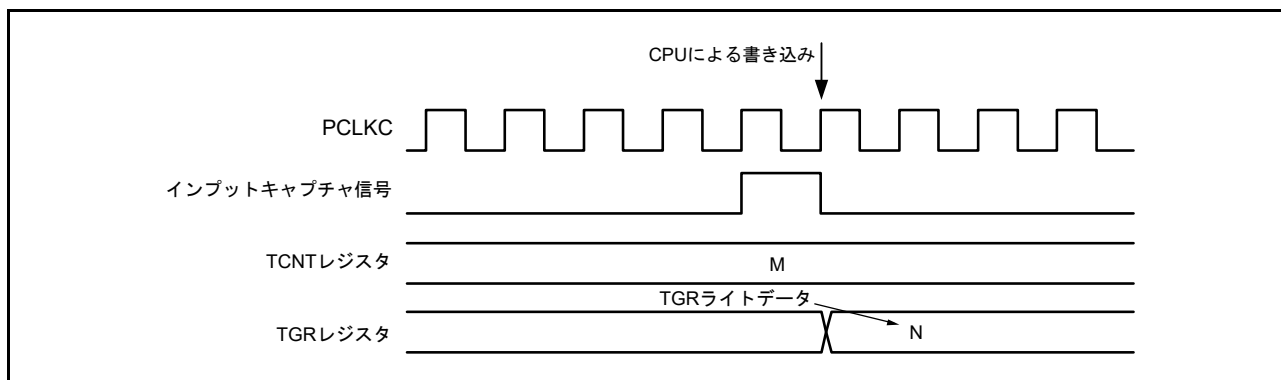 CPUによる書き込み
PCLKC
インプットキャプチャ信号
TCNTレジスタ
M
TGRライトデータ
TGRレジスタ
N